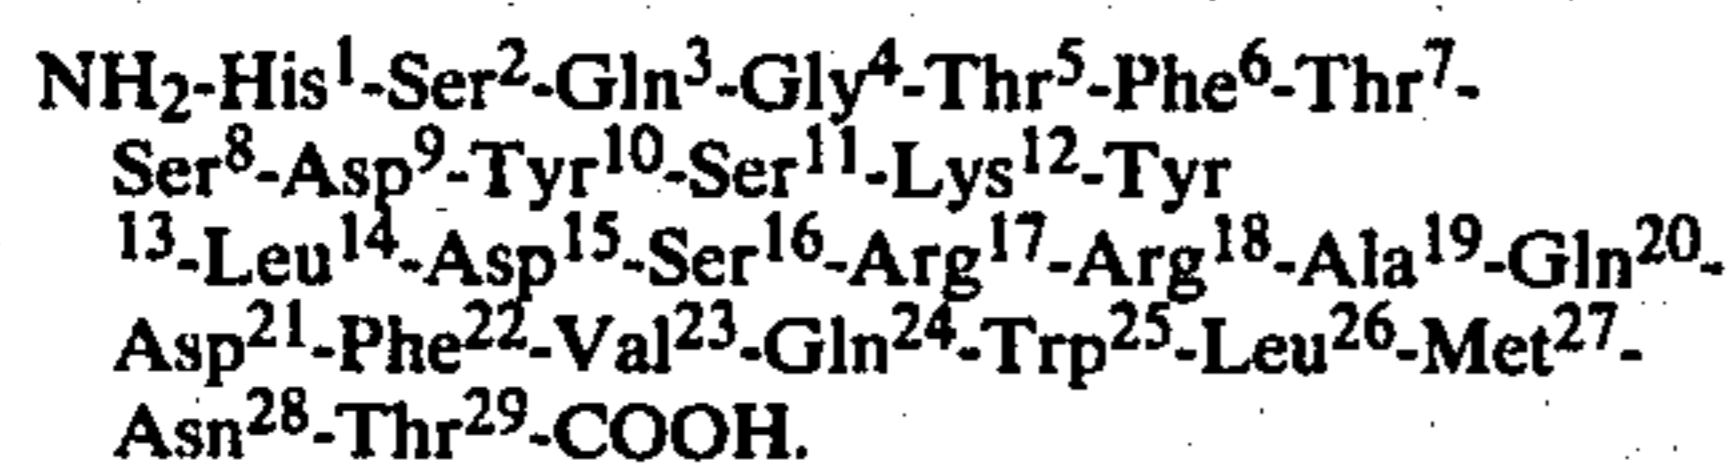 NH2-His1-Ser2-Gln3-Gly4-Thr5-Phe6-Thr7-
Ser8-Asp9-Tyr10-Ser11-Lys12-Tyr
13-Leu14-Asp15-Ser16-Arg17-Arg18-Ala19-Gln20-
Asp21-Phe22-Val23-Gln24-Trp25-Leu26-Met27-
Asn28-Thr29-COOH.